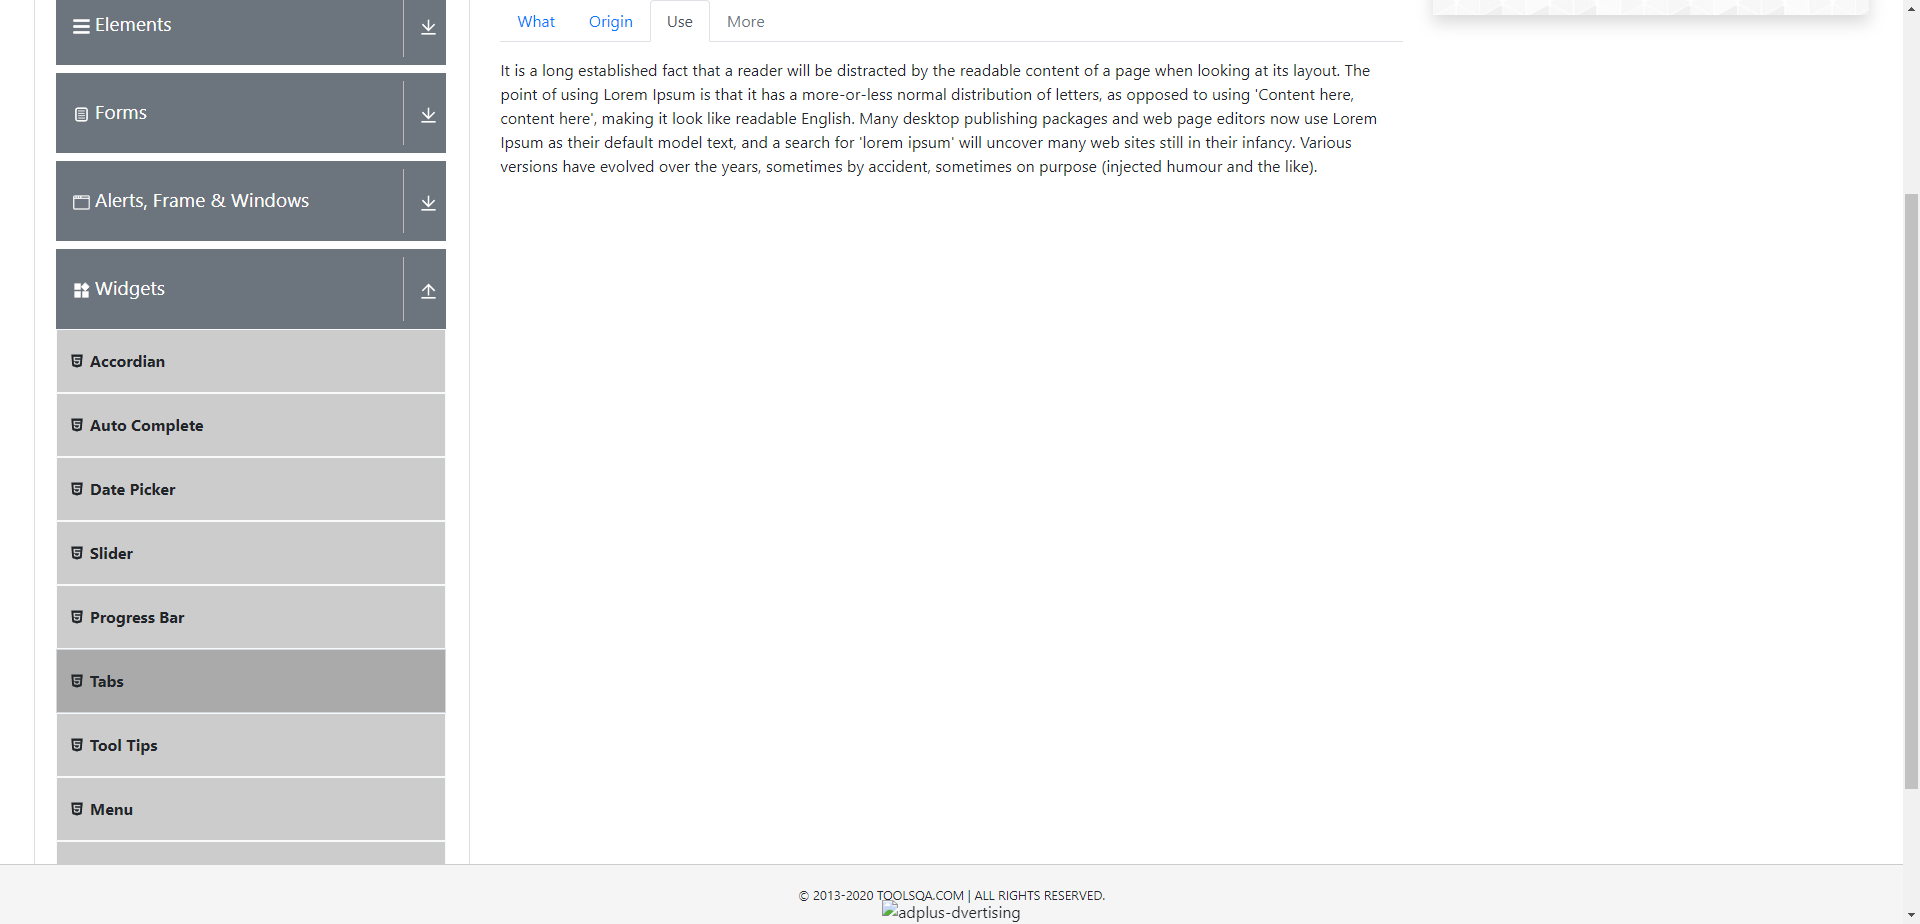 Elements
Forms
Alerts, Frame & Windows
Widgets
Accordian
Auto Complete
Date Picker
Slider
Progress Bar
Tabs
Tool Tips
Menu
What Origin Use More
It is a long established fact that a reader will be distracted by the readable content of a page when looking at its layout. The
point of using Lorem Ipsum is that it has a more-or-less normal distribution of letters, as opposed to using 'Content here,
content here', making it look like readable English. Many desktop publishing packages and web page editors now use Lorem
Ipsum as their default model text, and a search for 'lorem ipsum' will uncover many web sites still in their infancy. Various
versions have evolved over the years, sometimes by accident, sometimes on purpose (injected humour and the like).
© 2013-2020 TOOLSQA.COM | ALL RIGHTS RESERVED.
adplus-dvertising